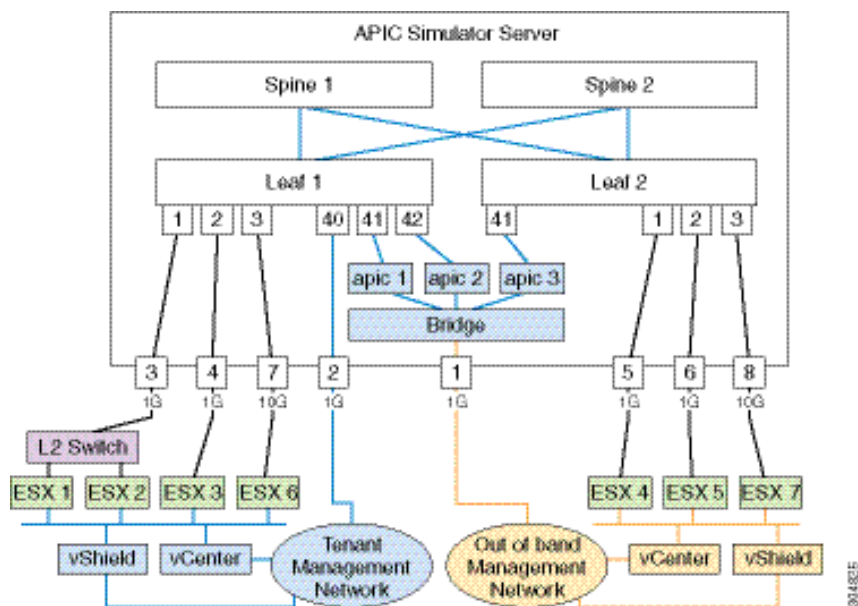 APIC Simulator Server
Spine 1 Spine 2
Leaf 1 Leaf 2
1 2 3 40 41 42 41 1 2 3
apic 1 apic 2 apic 3
Bridge
3 4 7 2 1 5 6 8
1G 1G 10G 1G 1G 1G 1G 10G
L2 Switch
ESX 1 ESX 2 ESX 3 ESX 6 ESX 4 ESX 5 ESX 7
vShield vCenter
Tenant
Management
Network
Out of band
Management
Network
vCenter vShield